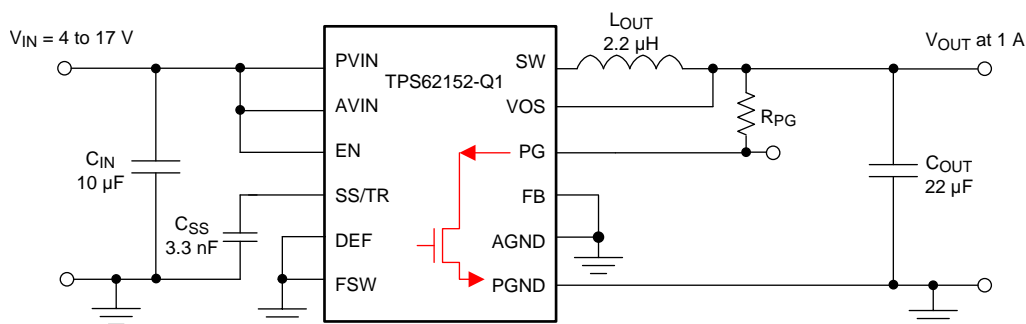 V_IN = 4 to 17 V
L_OUT
2.2 µH
V_OUT at 1 A
PVIN
SW
TPS62152-Q1
AVIN
VOS
R_PG
EN
PG
C_IN
10 µF
C_OUT
22 µF
SS/TR
FB
C_SS
3.3 nF
DEF
AGND
FSW
PGND